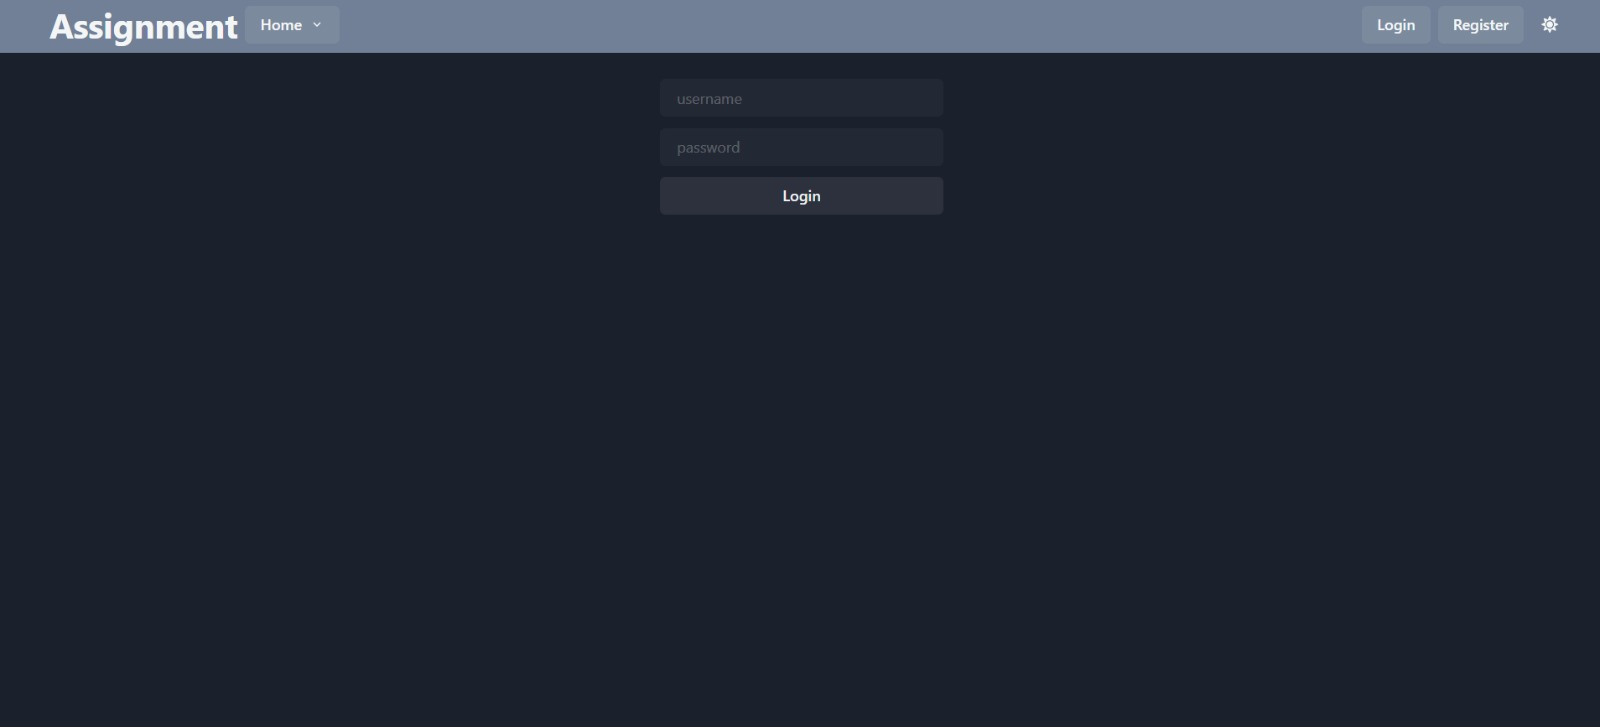 Assignment Home Login Register
username
password
Login